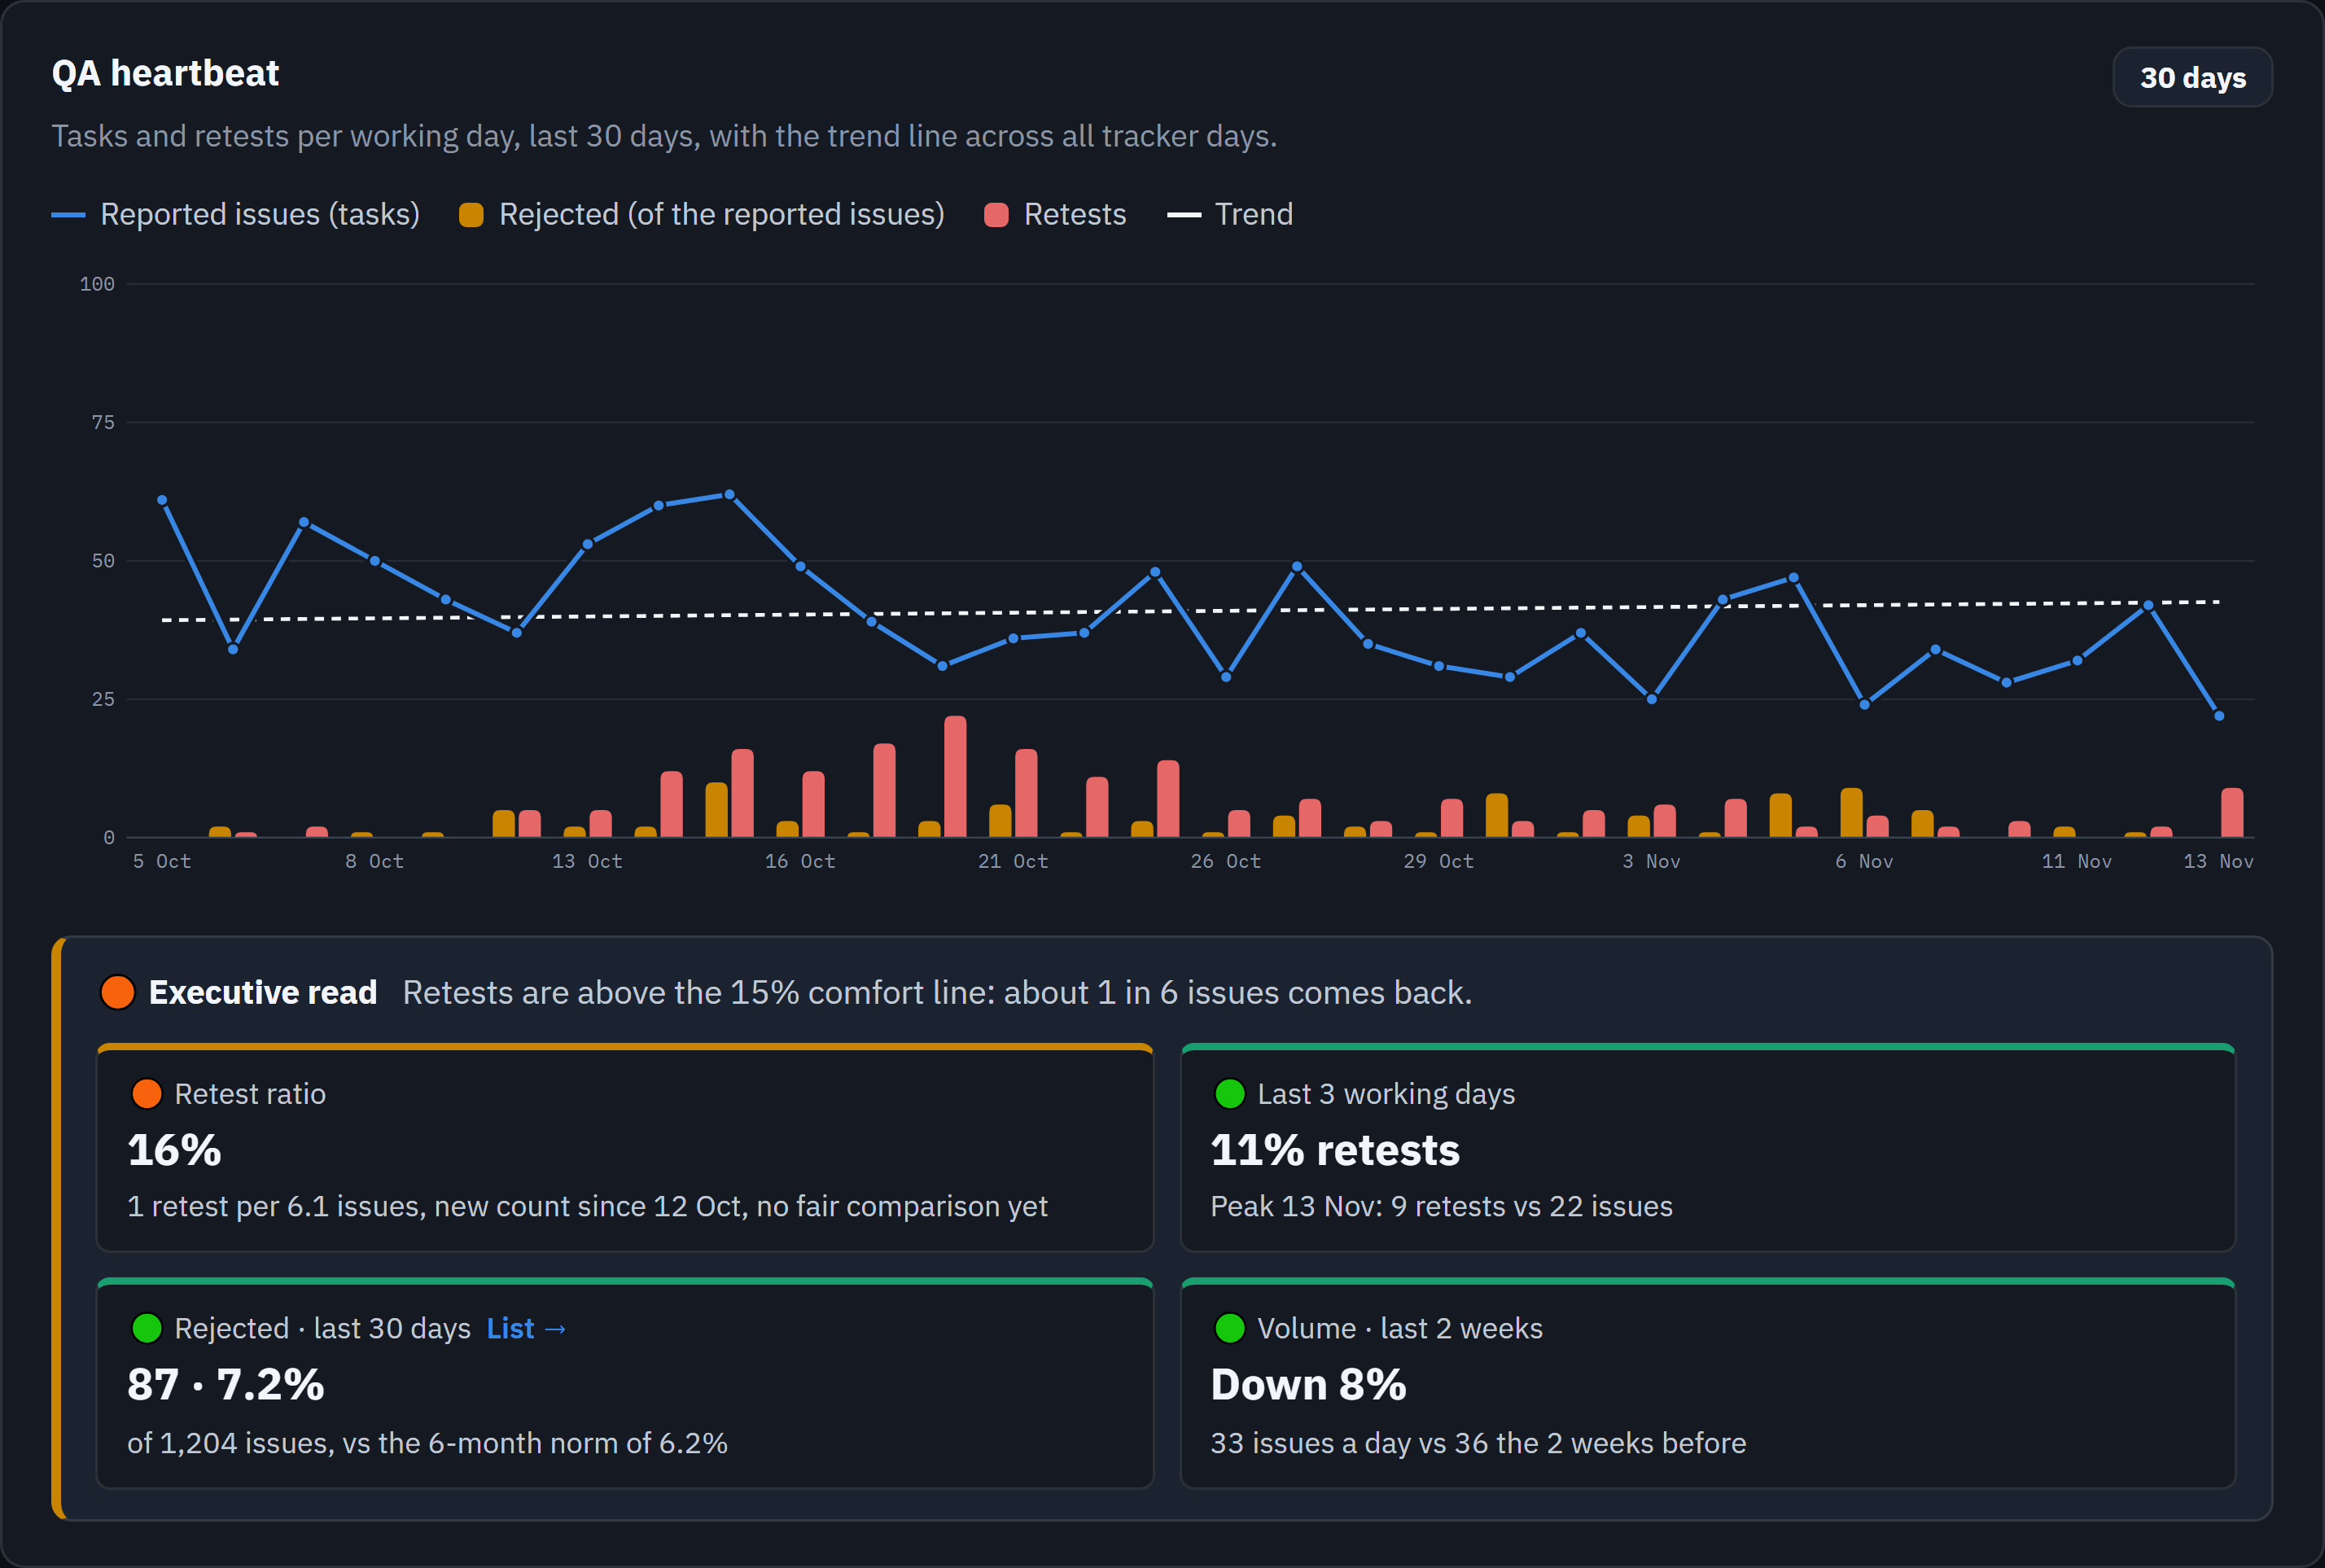 QA heartbeat
30 days
Tasks and retests per working day, last 30 days, with the trend line across all tracker days.
Reported issues (tasks)
Rejected (of the reported issues)
Retests
Trend
100
75
50
25
0
5 Oct
8 Oct
13 Oct
16 Oct
21 Oct
26 Oct
29 Oct
3 Nov
6 Nov
11 Nov
13 Nov
Executive read Retests are above the 15% comfort line: about 1 in 6 issues comes back.
Retest ratio
16%
1 retest per 6.1 issues, new count since 12 Oct, no fair comparison yet
Last 3 working days
11% retests
Peak 13 Nov: 9 retests vs 22 issues
Rejected · last 30 days List →
87 · 7.2%
of 1,204 issues, vs the 6-month norm of 6.2%
Volume · last 2 weeks
Down 8%
33 issues a day vs 36 the 2 weeks before